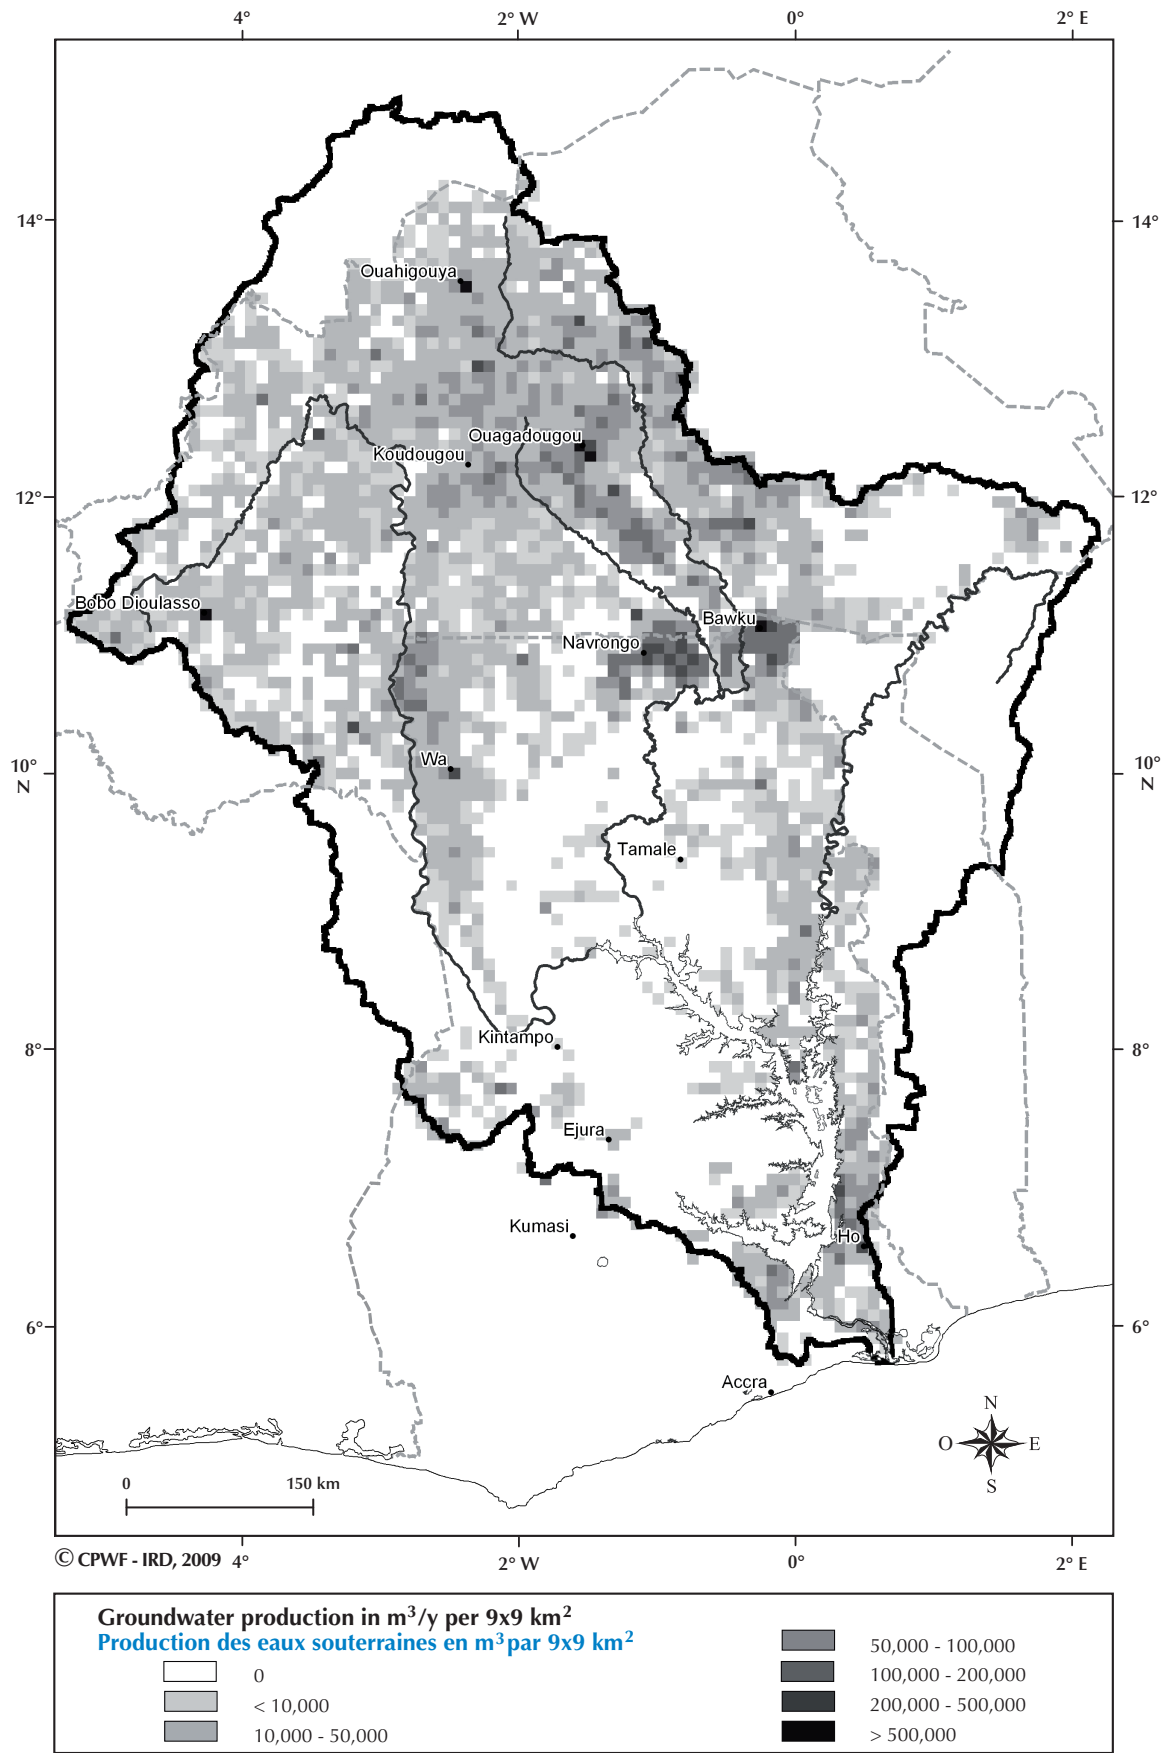 4° 2° W 0° 2° E
14° 14°
Ouahigouya
Ouagadougou
Koudougou
12° 12°
Bobo Dioulasso
Bawku
Navrongo
Wa
10° 10°
N N
Tamale
Kintampo
8° 8°
Ejura
Kumasi
Ho
6° 6°
Accra
N
O E
S
0 150 km
© CPWF - IRD, 2009 4° 2° W 0° 2° E
Groundwater production in m³/y per 9x9 km²
Production des eaux souterraines en m³ par 9x9 km²
0
< 10,000
10,000 - 50,000
50,000 - 100,000
100,000 - 200,000
200,000 - 500,000
> 500,000